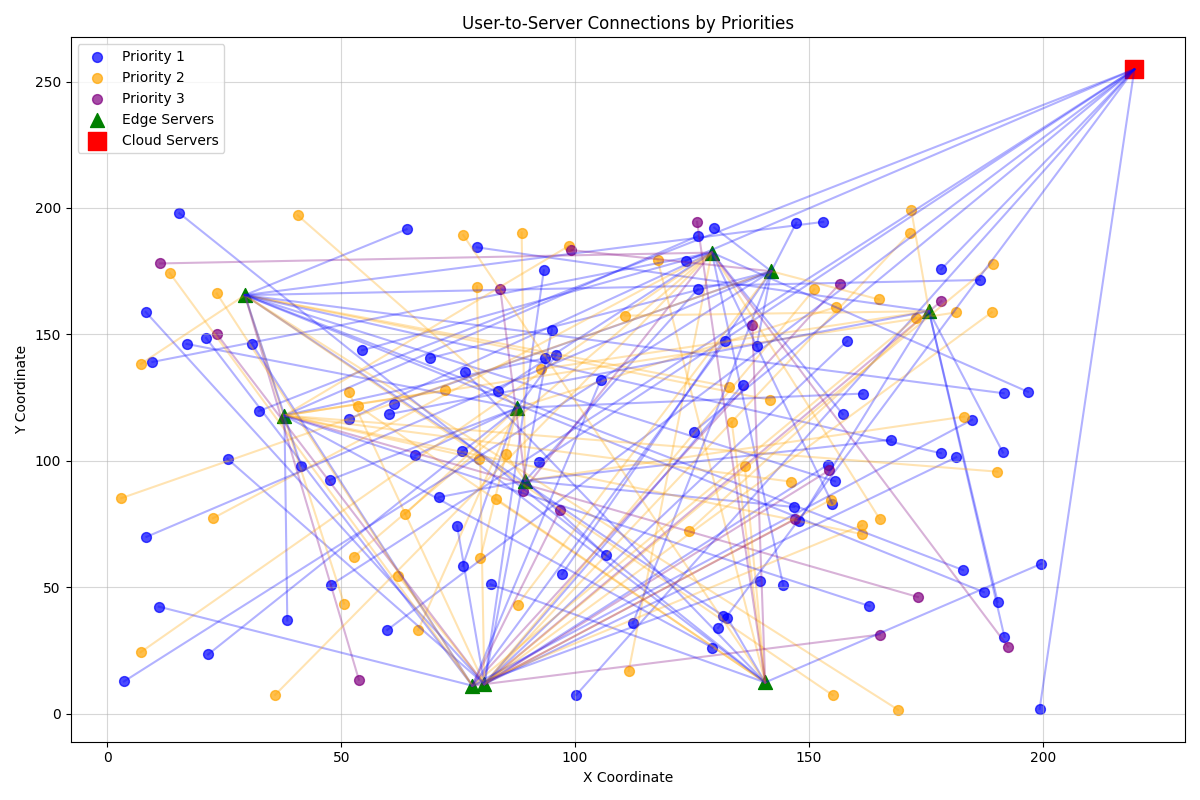 User-to-Server Connections by Priorities
Priority 1
Priority 2
Priority 3
Edge Servers
Cloud Servers
Y Coordinate
250
200
150
100
50
0
0
50
100
150
200
X Coordinate